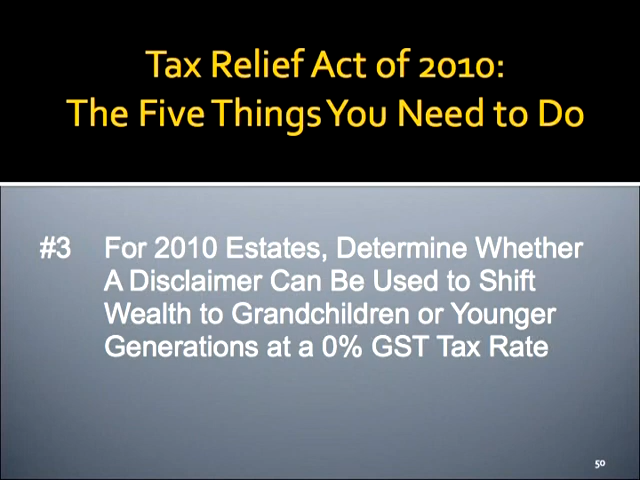 Tax Relief Act of 2010:
The Five Things You Need to Do
#3 For 2010 Estates, Determine Whether
A Disclaimer Can Be Used to Shift
Wealth to Grandchildren or Younger
Generations at a 0% GST Tax Rate
50